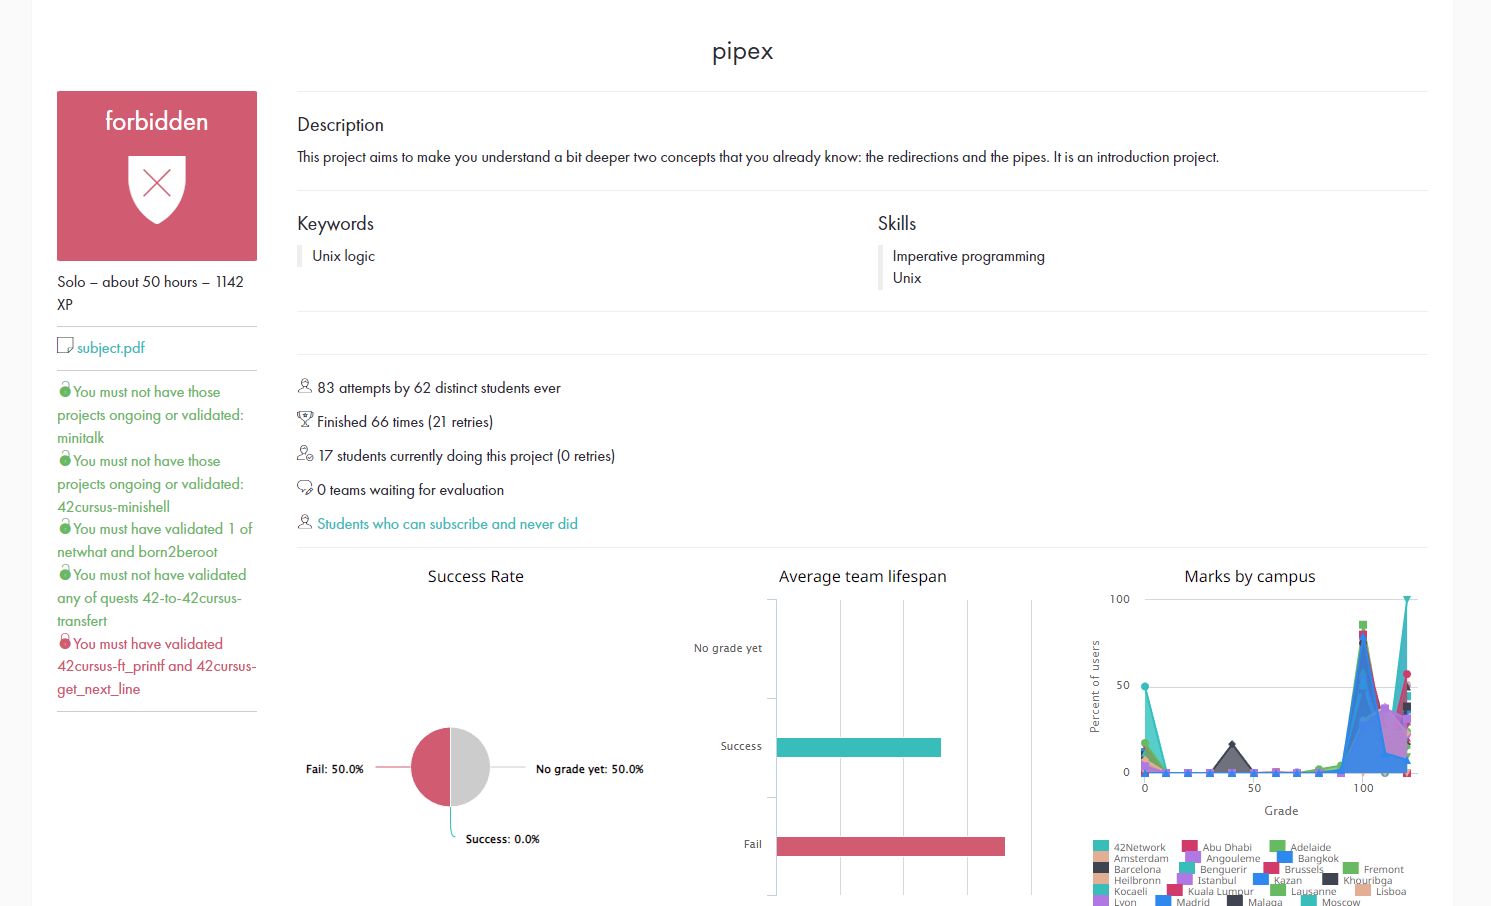 pipex
forbidden
Solo – about 50 hours – 1142
XP
subject.pdf
You must not have those
projects ongoing or validated:
minitalk
You must not have those
projects ongoing or validated:
42cursus-minishell
You must have validated 1 of
netwhat and born2beroot
You must not have validated
any of quests 42-to-42cursus-
transfert
You must have validated
42cursus-ft_printf and 42cursus-
get_next_line
Description
This project aims to make you understand a bit deeper two concepts that you already know: the redirections and the pipes. It is an introduction project.
Keywords
Unix logic
Skills
Imperative programming
Unix
83 attempts by 62 distinct students ever
Finished 66 times (21 retries)
17 students currently doing this project (0 retries)
0 teams waiting for evaluation
Students who can subscribe and never did
Success Rate
Fail: 50.0%
No grade yet: 50.0%
Success: 0.0%
Average team lifespan
No grade yet
Success
Fail
Marks by campus
Percent of users
100
50
0
0 50 100
Grade
42Network Abu Dhabi Adelaide
Amsterdam Angouleme Bangkok
Barcelona Benguerir Brussels Fremont
Heilbronn Istanbul Kazan Khouribga
Kocaeli Kuala Lumpur Lausanne Lisboa
Lyon Madrid Malaga Moscow